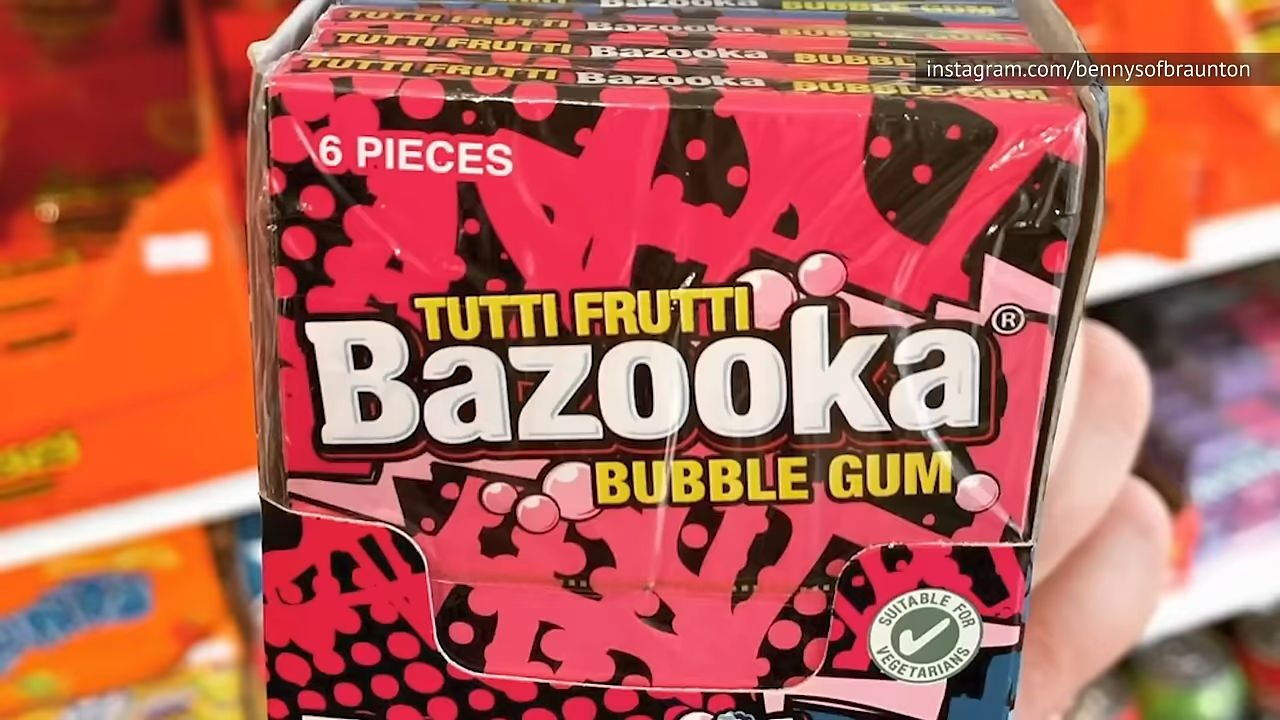 Bazooka BUBBLE GUM
TUTTI FRUTTI Bazooka BUBBLE GUM
TUTTI FRUTTI Bazooka
TUTTI FRUTTI Bazooka BUBBLE GUM
instagram.com/bennysofbraunton
6 PIECES
TUTTI FRUTTI
Bazooka®
BUBBLE GUM
SUITABLE FOR
VEGETARIANS